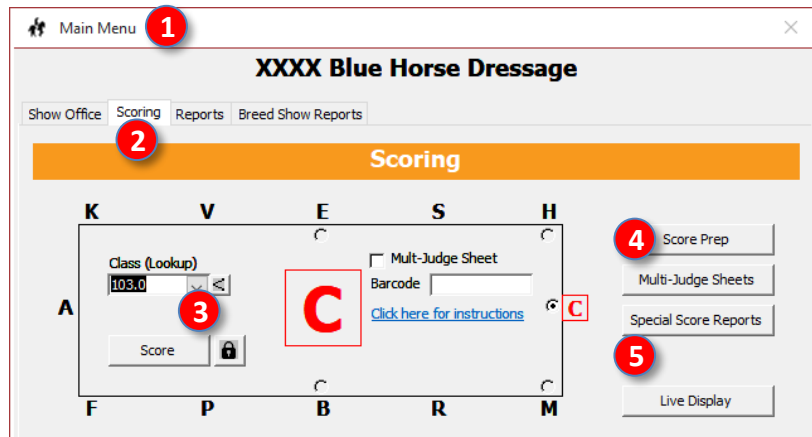 Main Menu 1
XXXX Blue Horse Dressage
Show Office Scoring Reports Breed Show Reports
2
Scoring
K V E S H
4 Score Prep
Class (Lookup) Mult-Judge Sheet
103.0 < Barcode Multi-Judge Sheets
A C C
3 Click here for instructions Special Score Reports
Score 5
Live Display
F P B R M